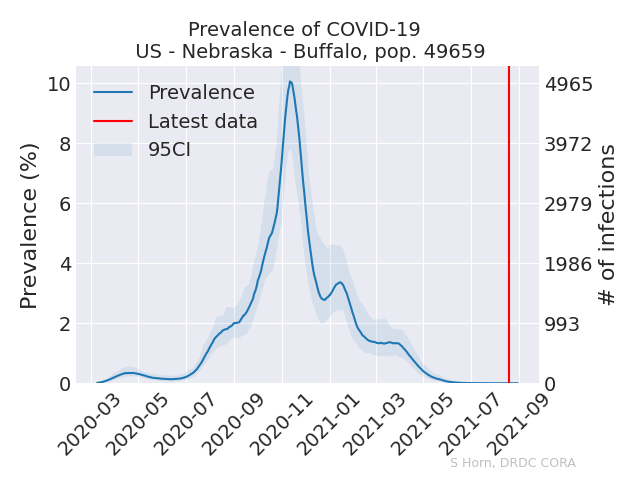 Prevalence of COVID-19
US - Nebraska - Buffalo, pop. 49659
Prevalence
Latest data
95CI
Prevalence (%)
10
8
6
4
2
0
4965
3972
2979
1986
993
0
# of infections
2020-03
2020-05
2020-07
2020-09
2020-11
2021-01
2021-03
2021-05
2021-07
2021-09
S Horn, DRDC CORA